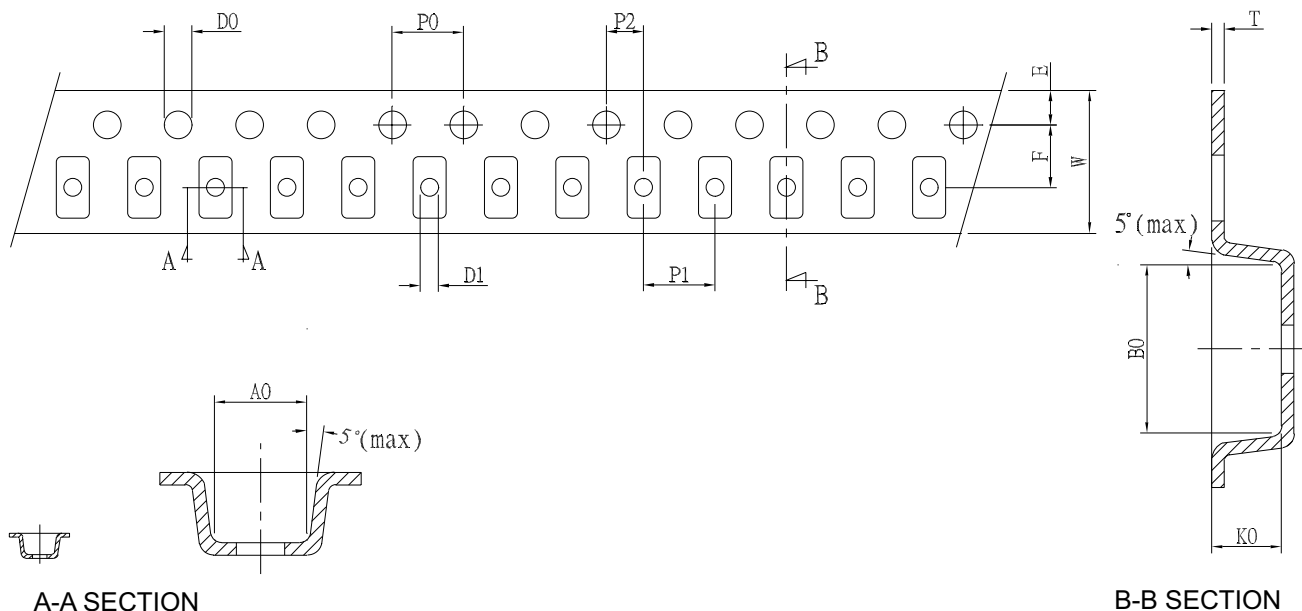 D0
P0
P2
B
T
E
F
W
A
A
D1
P1
B
5°(max)
B0
A0
5°(max)
K0
A-A SECTION
B-B SECTION